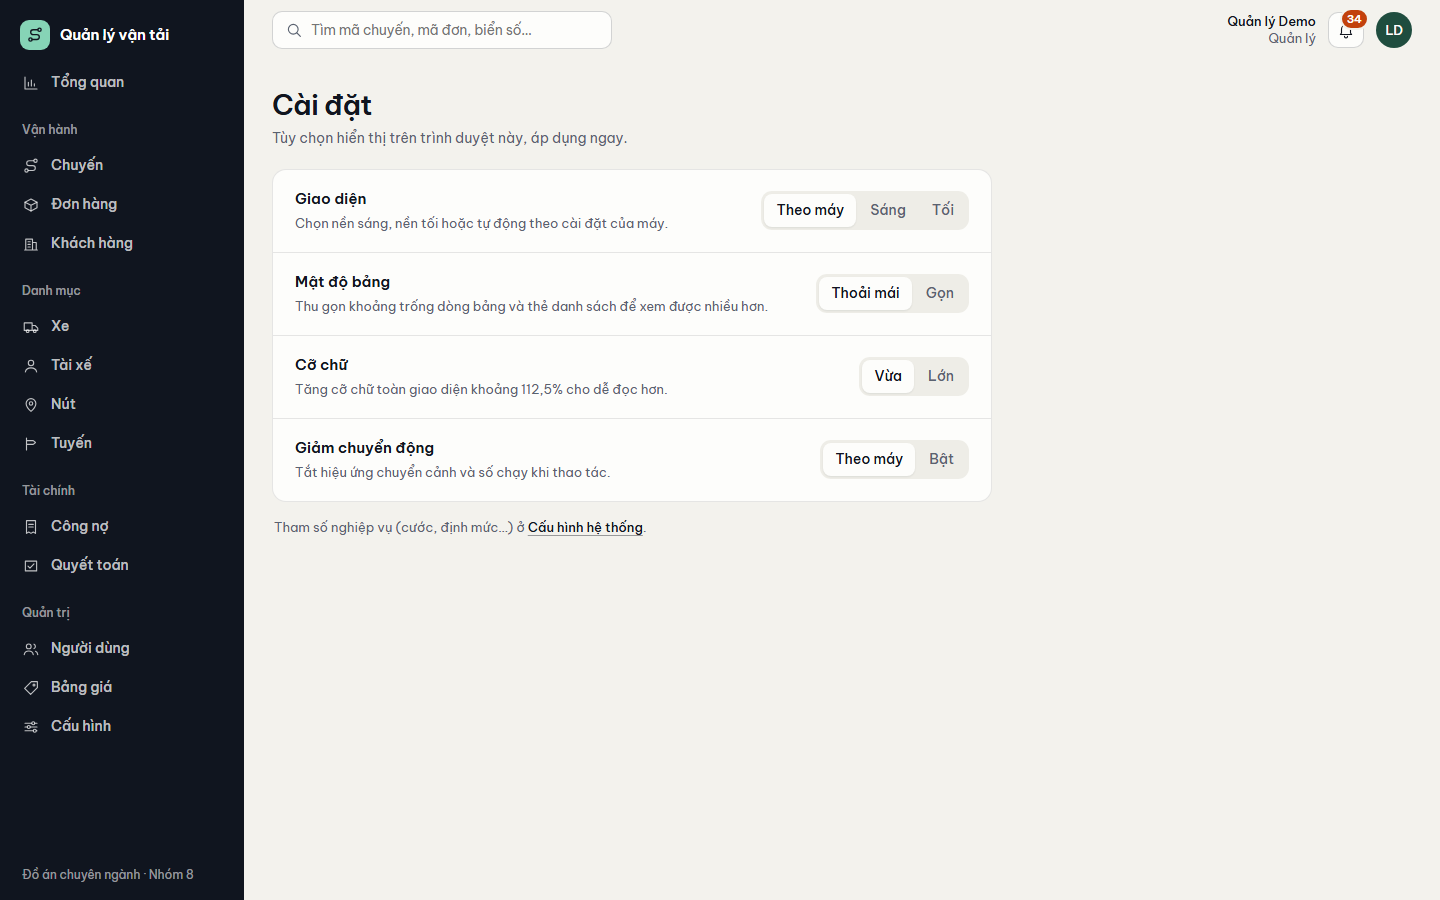 Quản lý vận tải
Tổng quan
Vận hành
Chuyến
Đơn hàng
Khách hàng
Danh mục
Xe
Tài xế
Nút
Tuyến
Tài chính
Công nợ
Quyết toán
Quản trị
Người dùng
Bảng giá
Cấu hình
Đồ án chuyên ngành · Nhóm 8
Tìm mã chuyến, mã đơn, biển số...
Quản lý Demo
Quản lý
34
LD
Cài đặt
Tùy chọn hiển thị trên trình duyệt này, áp dụng ngay.
Giao diện
Chọn nền sáng, nền tối hoặc tự động theo cài đặt của máy.
Theo máy Sáng Tối
Mật độ bảng
Thu gọn khoảng trống dòng bảng và thẻ danh sách để xem được nhiều hơn.
Thoải mái Gọn
Cỡ chữ
Tăng cỡ chữ toàn giao diện khoảng 112,5% cho dễ đọc hơn.
Vừa Lớn
Giảm chuyển động
Tắt hiệu ứng chuyển cảnh và số chạy khi thao tác.
Theo máy Bật
Tham số nghiệp vụ (cước, định mức...) ở Cấu hình hệ thống.